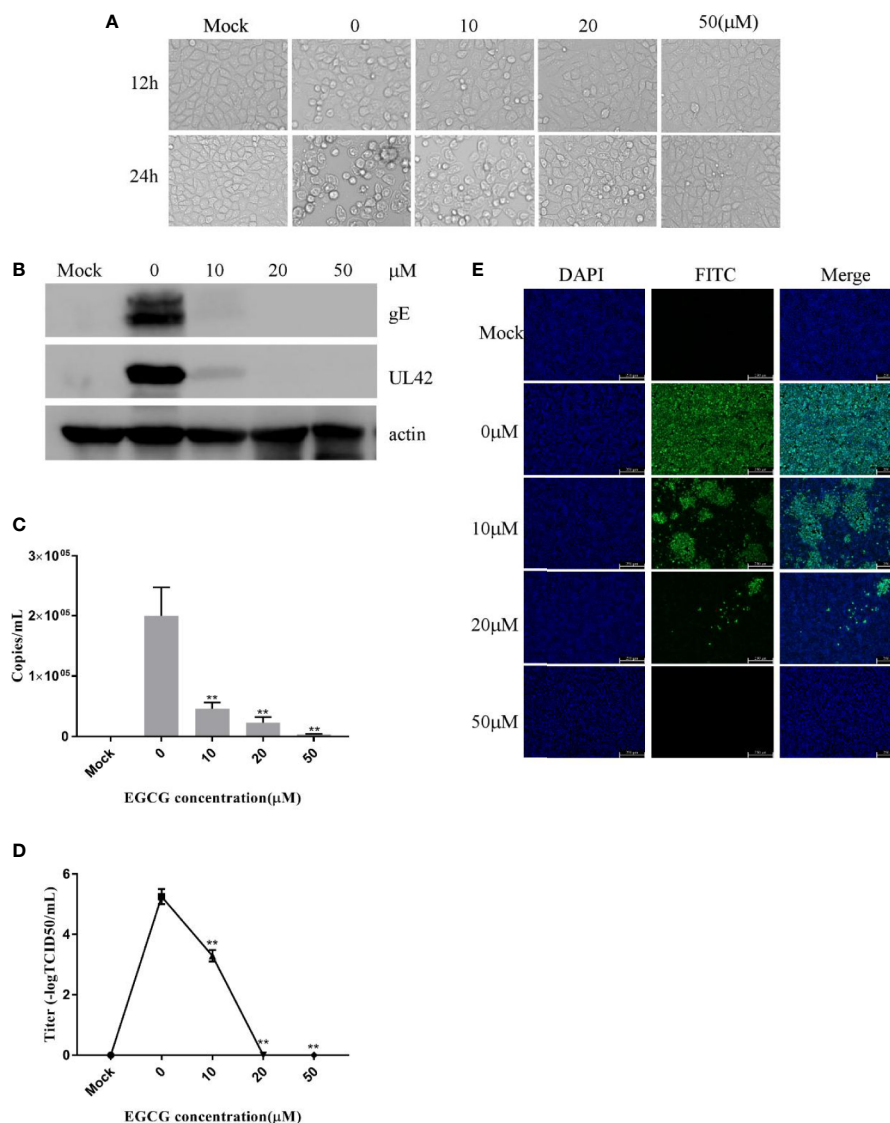 A
Mock 0 10 20 50(μM)
12h
24h
B
Mock 0 10 20 50 μM
gE
UL42
actin
C
3×10⁰⁵
2×10⁰⁵
1×10⁰⁵
0
Copies/mL
** ** **
Mock 0 10 20 50
EGCG concentration(μM)
D
6
4
2
0
Titer (-logTCID50/mL)
** ** **
Mock 0 10 20 50
EGCG concentration(μM)
E
DAPI FITC Merge
Mock
0μM
10μM
20μM
50μM